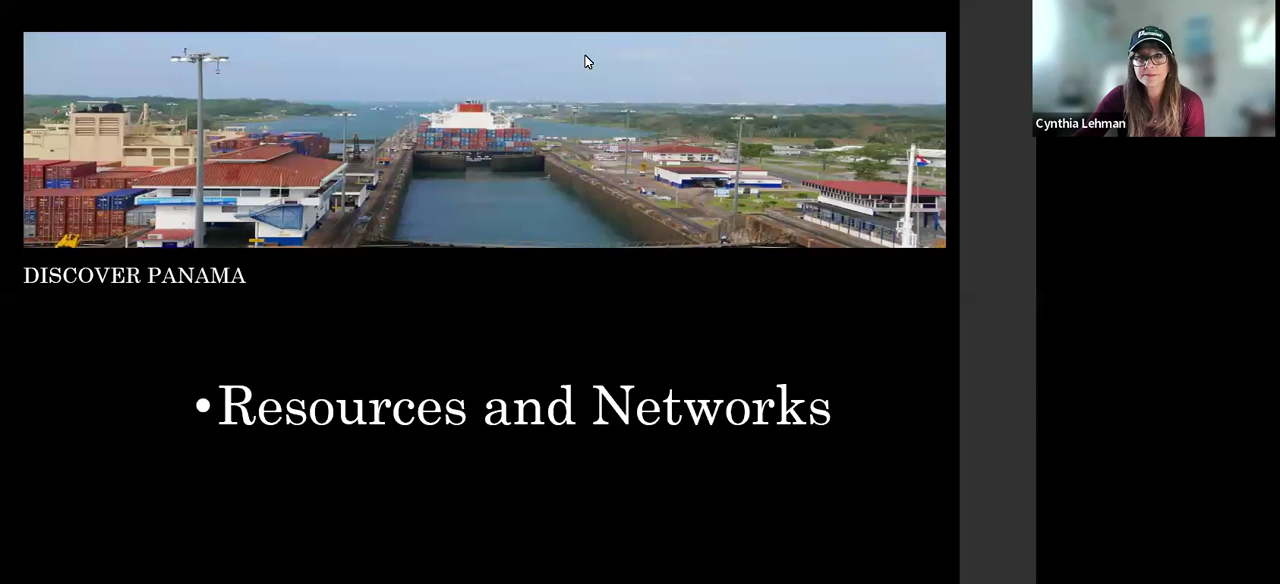 DISCOVER PANAMA
• Resources and Networks
Cynthia Lehman